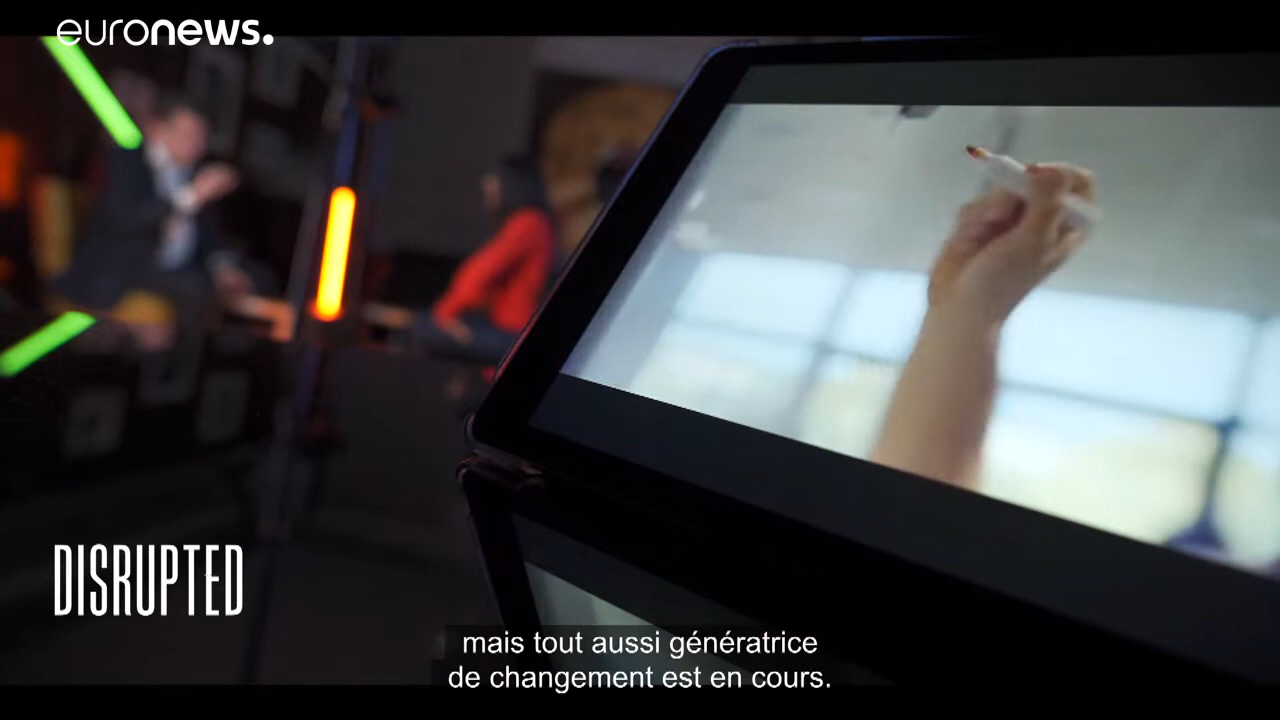 euronews.
DISRUPTED
mais tout aussi génératrice
de changement est en cours.